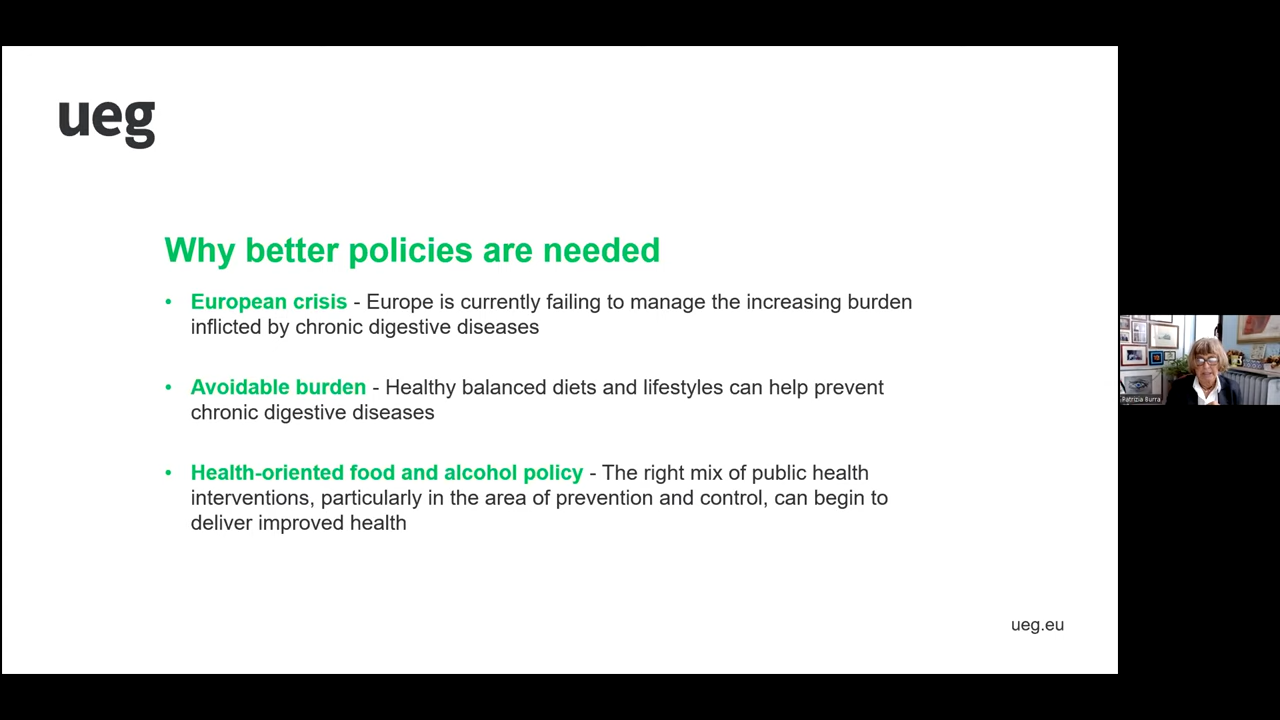 ueg
Why better policies are needed
• European crisis - Europe is currently failing to manage the increasing burden
inflicted by chronic digestive diseases
• Avoidable burden - Healthy balanced diets and lifestyles can help prevent
chronic digestive diseases
• Health-oriented food and alcohol policy - The right mix of public health
interventions, particularly in the area of prevention and control, can begin to
deliver improved health
ueg.eu
Patrizia Burra